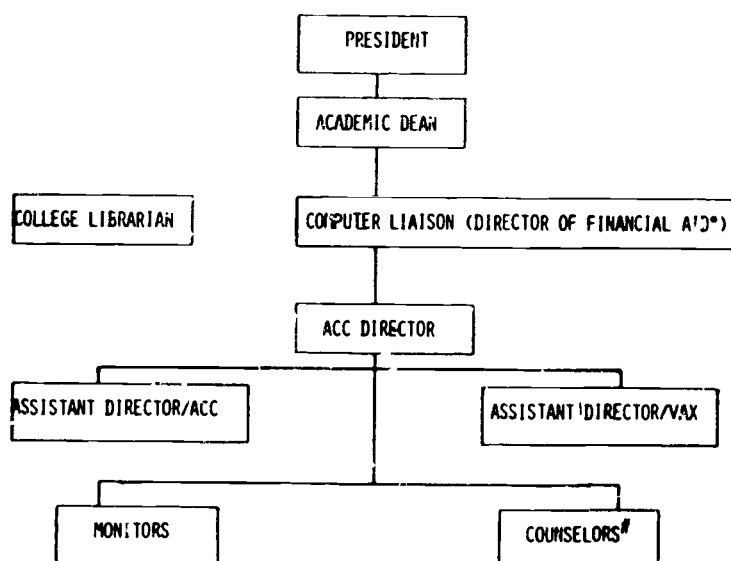 PRESIDENT
ACADEMIC DEAN
COLLEGE LIBRARIAN
COMPUTER LIAISON (DIRECTOR OF FINANCIAL AID*)
ACC DIRECTOR
ASSISTANT DIRECTOR/ACC
ASSISTANT DIRECTOR/VAX
MONITORS
COUNSELORS#